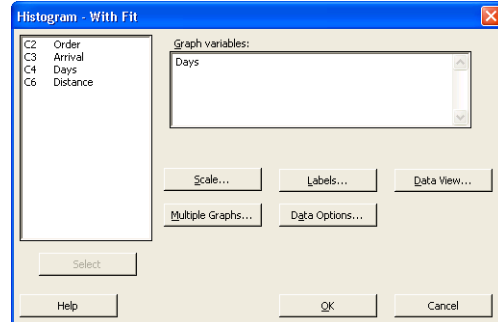 Histogram - With Fit
C2 Order
C3 Arrival
C4 Days
C6 Distance
Graph variables:
Days
Scale...
Labels...
Data View...
Multiple Graphs...
Data Options...
Select
Help
OK
Cancel